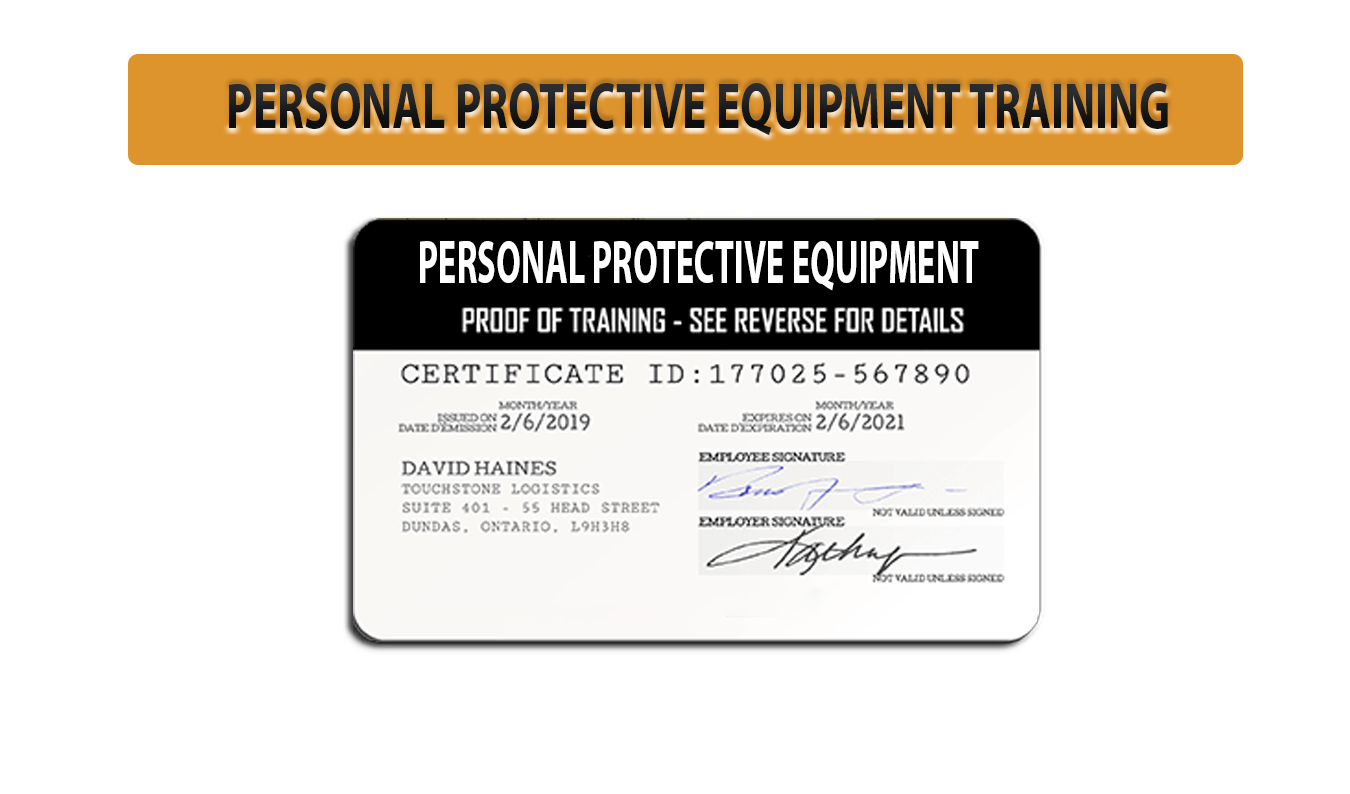 PERSONAL PROTECTIVE EQUIPMENT TRAINING
PERSONAL PROTECTIVE EQUIPMENT
PROOF OF TRAINING - SEE REVERSE FOR DETAILS
CERTIFICATE ID:177025-567890
MONTH/YEAR
ISSUED ON
DATE D'EMISSION 2/6/2019
MONTH/YEAR
EXPIRES ON
DATE D'EXPIRATION 2/6/2021
DAVID HAINES
TOUCHSTONE LOGISTICS
SUITE 401 - 55 HEAD STREET
DUNDAS, ONTARIO, L9H3H8
EMPLOYEE SIGNATURE
NOT VALID UNLESS SIGNED
EMPLOYER SIGNATURE
NOT VALID UNLESS SIGNED